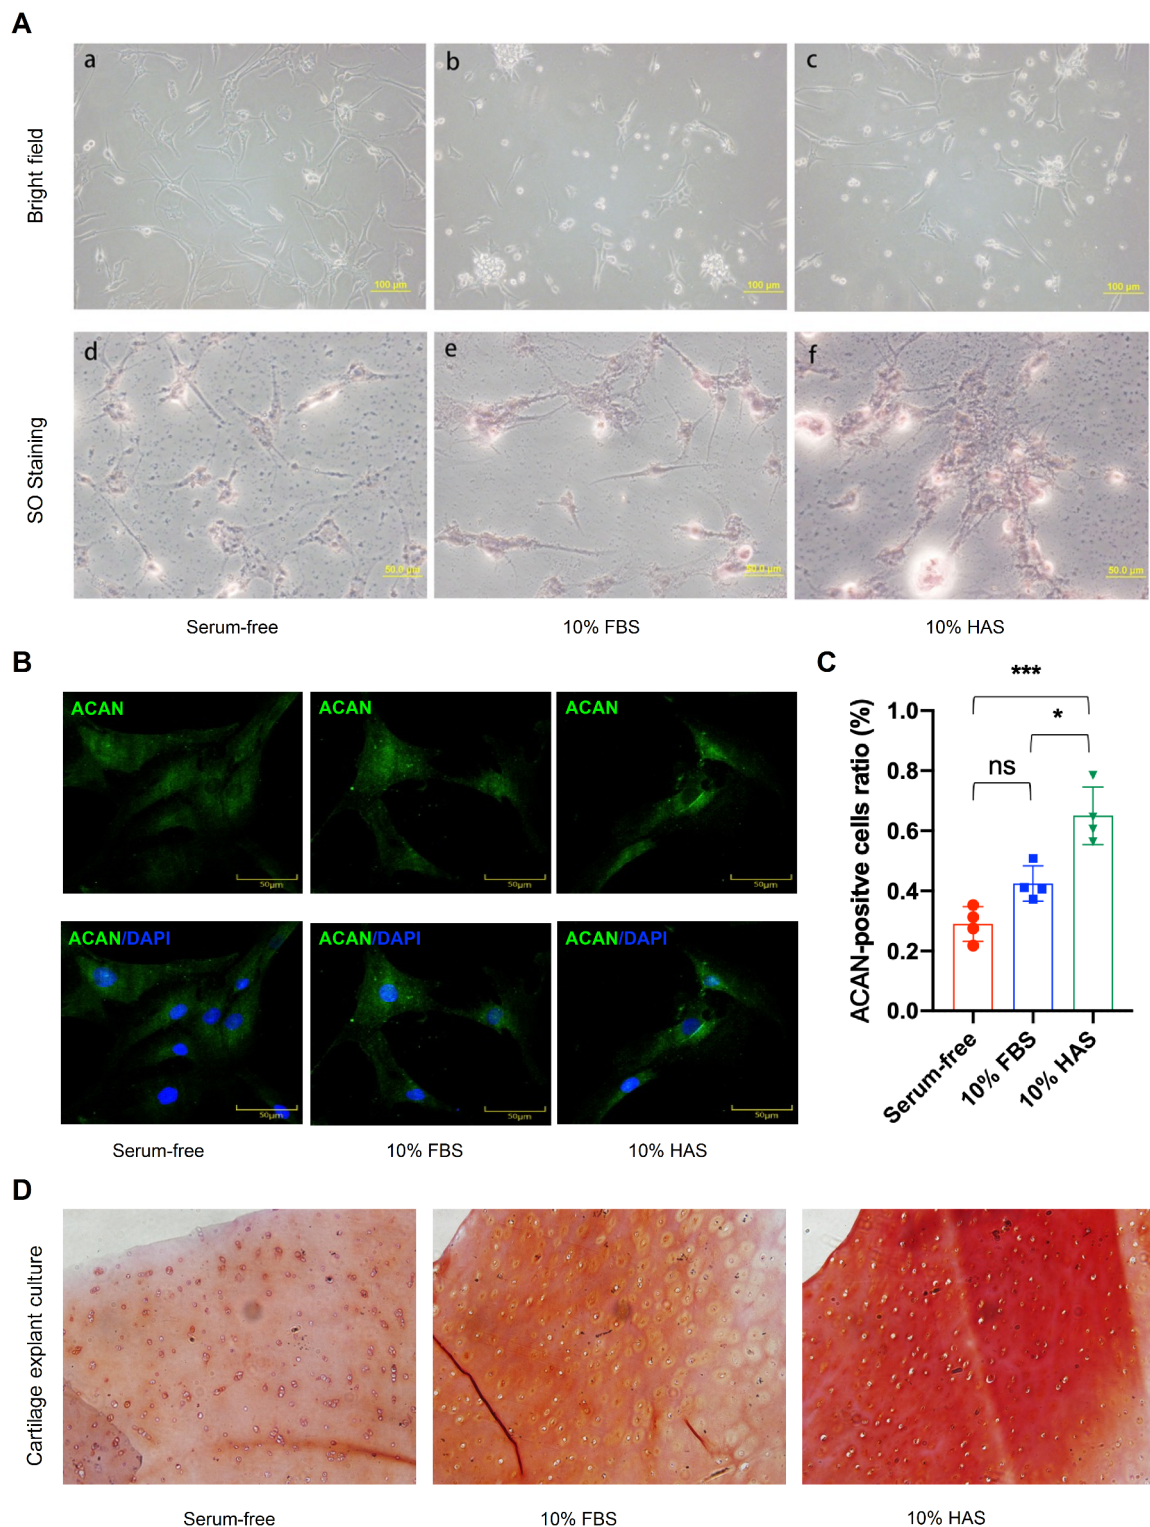 A
Bright field
a
b
c
100 μm
100 μm
100 μm
SO Staining
d
e
f
50.0 μm
50.0 μm
50.0 μm
Serum-free
10% FBS
10% HAS
B
ACAN
ACAN
ACAN
50μm
50μm
50μm
ACAN/DAPI
ACAN/DAPI
ACAN/DAPI
50μm
50μm
50μm
Serum-free
10% FBS
10% HAS
C
***
*
ns
ACAN-positve cells ratio (%)
1.0
0.8
0.6
0.4
0.2
0.0
Serum-free
10% FBS
10% HAS
D
Cartilage explant culture
Serum-free
10% FBS
10% HAS